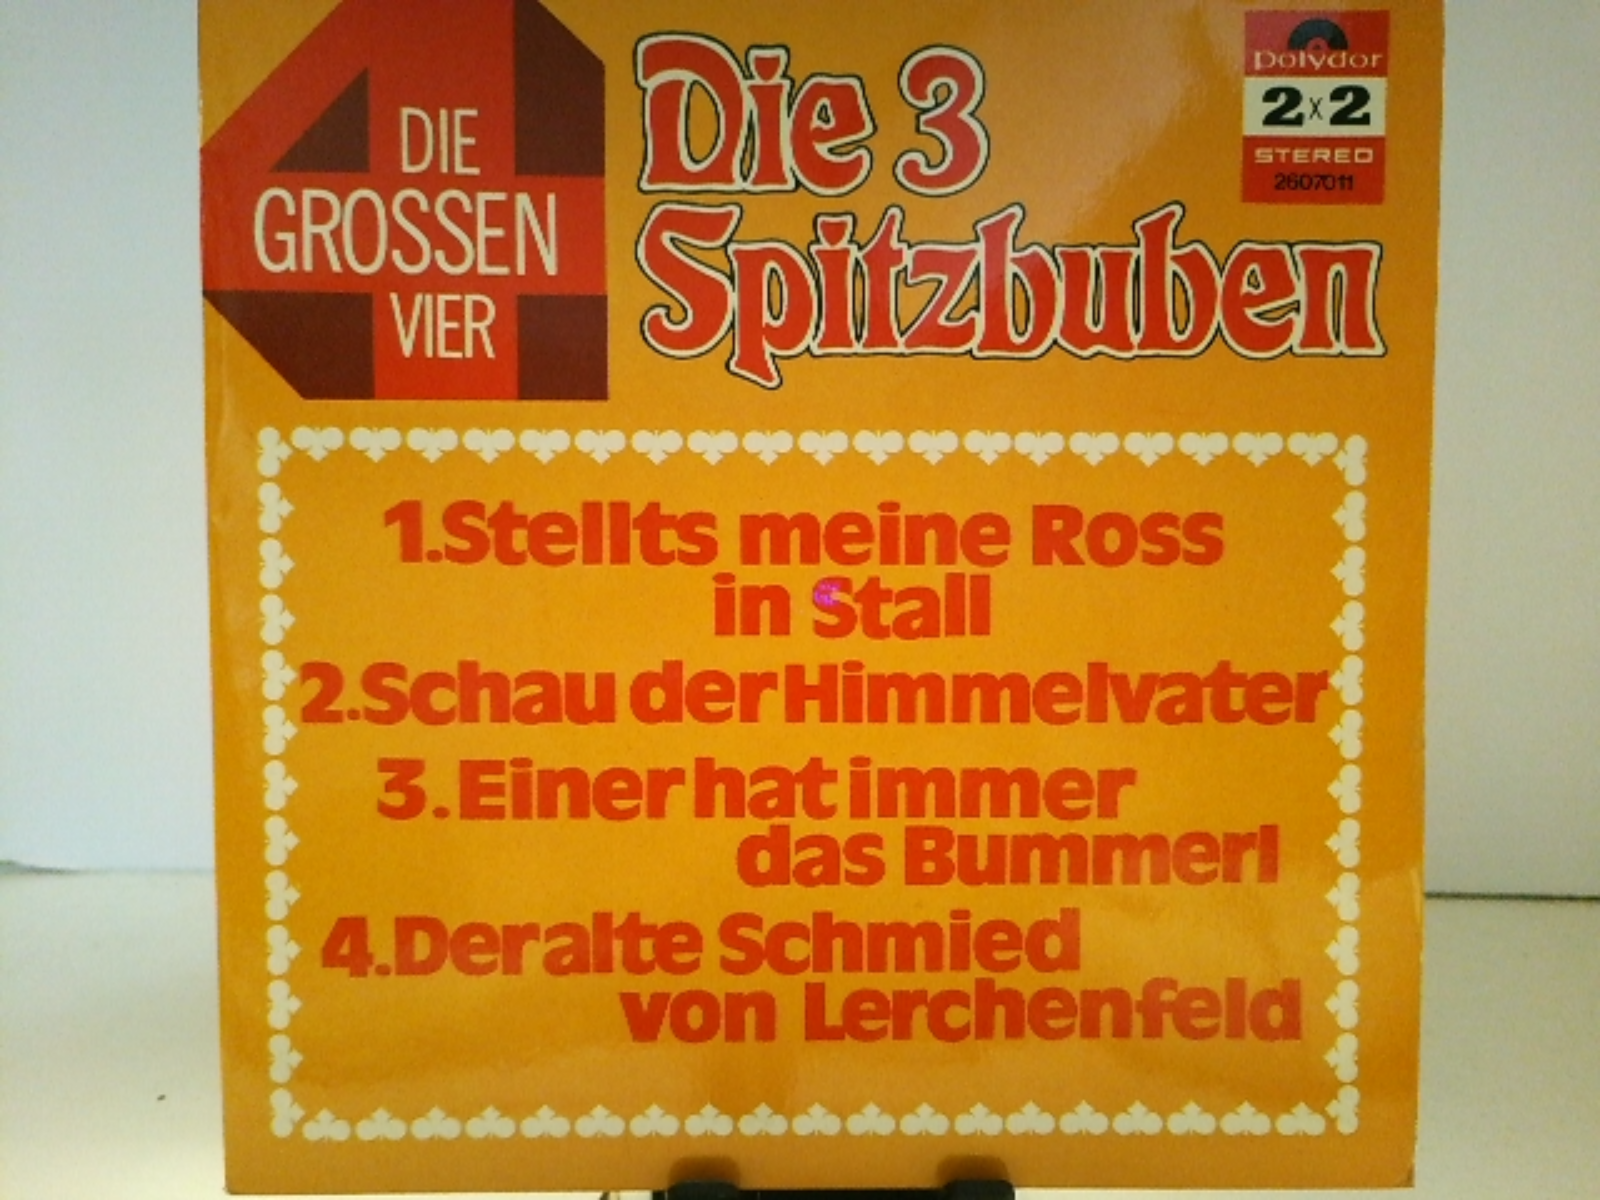 DIE
GROSSEN
VIER
4
Die 3
Spitzbuben
polydor
2x2
STEREO
2607011
1.Stellts meine Ross
in Stall
2.Schau der Himmelvater
3.Einer hat immer
das Bummerl
4.Der alte Schmied
von Lerchenfeld